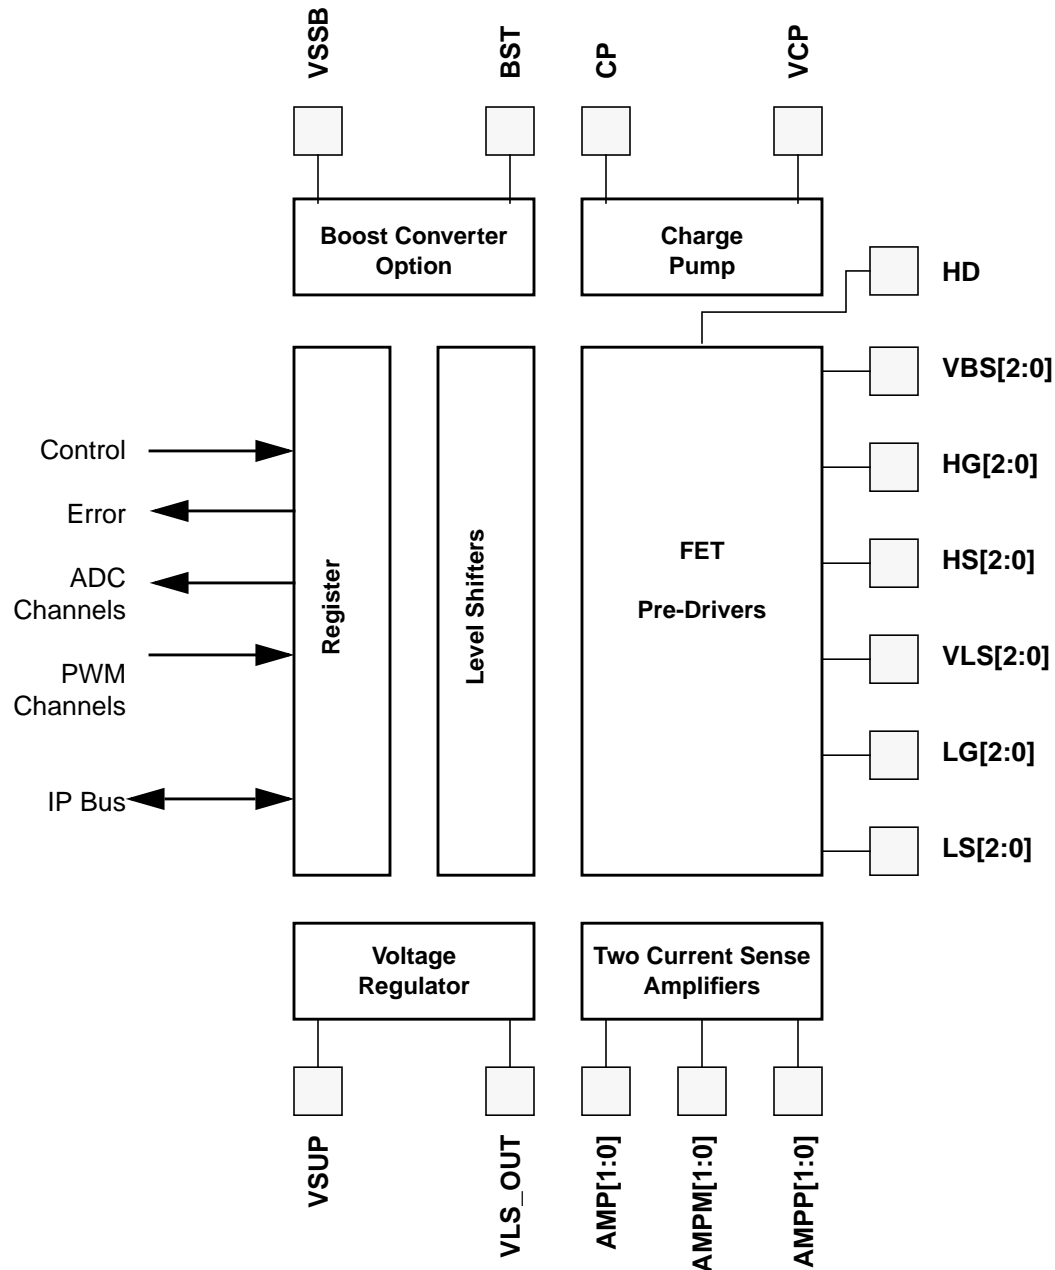 VSSB
BST
CP
VCP
Boost Converter
Option
Charge
Pump
HD
VBS[2:0]
HG[2:0]
HS[2:0]
VLS[2:0]
LG[2:0]
LS[2:0]
Control
Error
ADC
Channels
PWM
Channels
IP Bus
Register
Level Shifters
FET
Pre-Drivers
Voltage
Regulator
Two Current Sense
Amplifiers
VSUP
VLS_OUT
AMP[1:0]
AMPM[1:0]
AMPP[1:0]